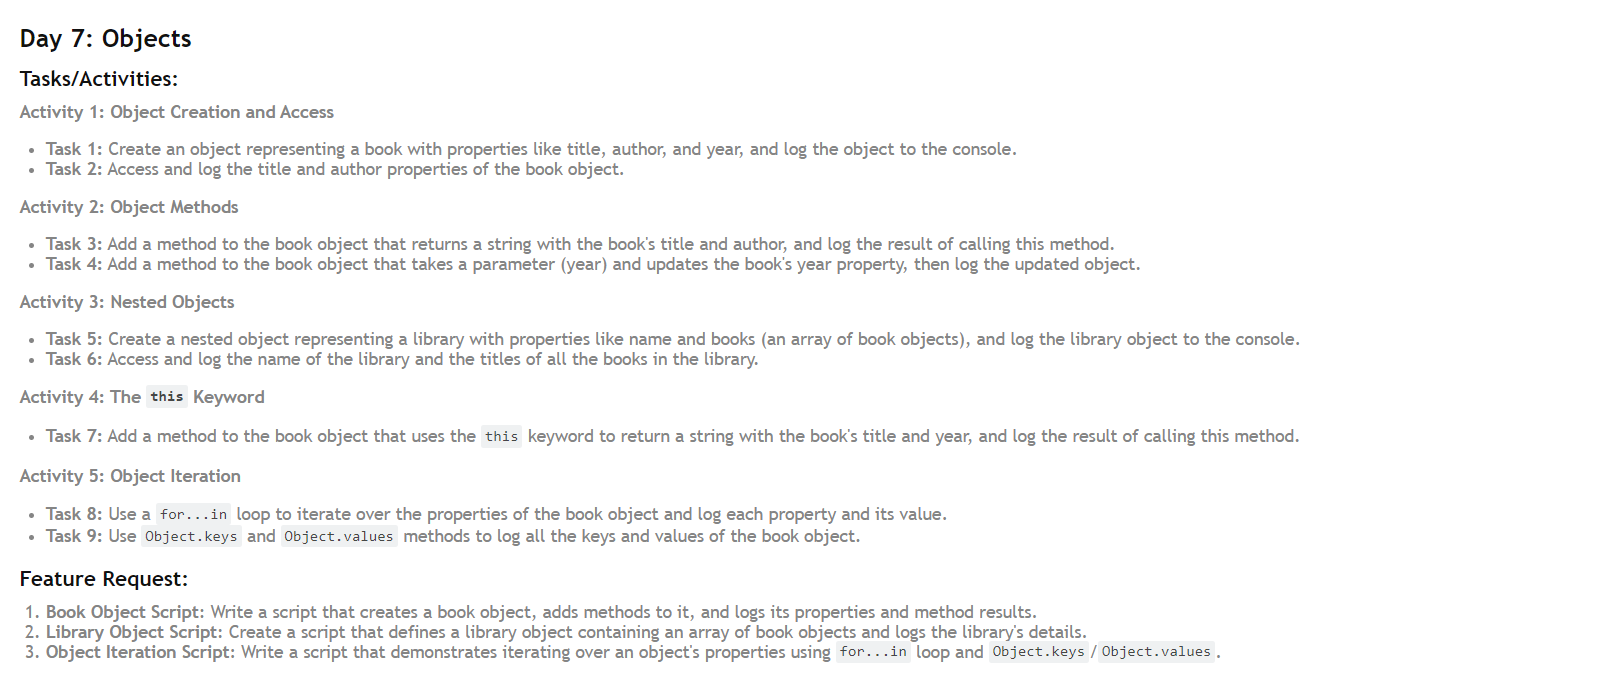 Day 7: Objects
Tasks/Activities:
Activity 1: Object Creation and Access
• Task 1: Create an object representing a book with properties like title, author, and year, and log the object to the console.
• Task 2: Access and log the title and author properties of the book object.
Activity 2: Object Methods
• Task 3: Add a method to the book object that returns a string with the book's title and author, and log the result of calling this method.
• Task 4: Add a method to the book object that takes a parameter (year) and updates the book's year property, then log the updated object.
Activity 3: Nested Objects
• Task 5: Create a nested object representing a library with properties like name and books (an array of book objects), and log the library object to the console.
• Task 6: Access and log the name of the library and the titles of all the books in the library.
Activity 4: The this Keyword
• Task 7: Add a method to the book object that uses the this keyword to return a string with the book's title and year, and log the result of calling this method.
Activity 5: Object Iteration
• Task 8: Use a for...in loop to iterate over the properties of the book object and log each property and its value.
• Task 9: Use Object.keys and Object.values methods to log all the keys and values of the book object.
Feature Request:
1. Book Object Script: Write a script that creates a book object, adds methods to it, and logs its properties and method results.
2. Library Object Script: Create a script that defines a library object containing an array of book objects and logs the library's details.
3. Object Iteration Script: Write a script that demonstrates iterating over an object's properties using for...in loop and Object.keys/Object.values.